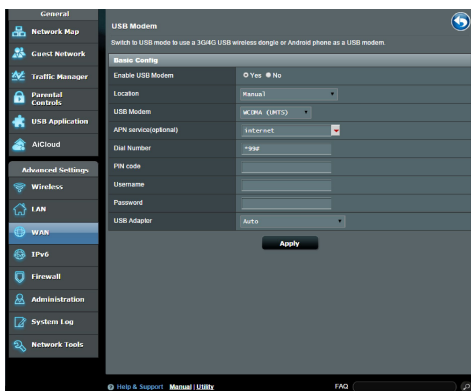 General
Network Map
Guest Network
Traffic Manager
Parental
Controls
USB Application
AiCloud
Advanced Settings
Wireless
LAN
WAN
IPv6
Firewall
Administration
System Log
Network Tools
USB Modem
Switch to USB mode to use a 3G/4G USB wireless dongle or Android phone as a USB modem.
Basic Config
Enable USB Modem Yes No
Location Manual
USB Modem WCDMA (UMTS)
APN service(optional) internet
Dial Number *99#
PIN code
Username
Password
USB Adapter Auto
Apply
Help & Support Manual | Utility FAQ